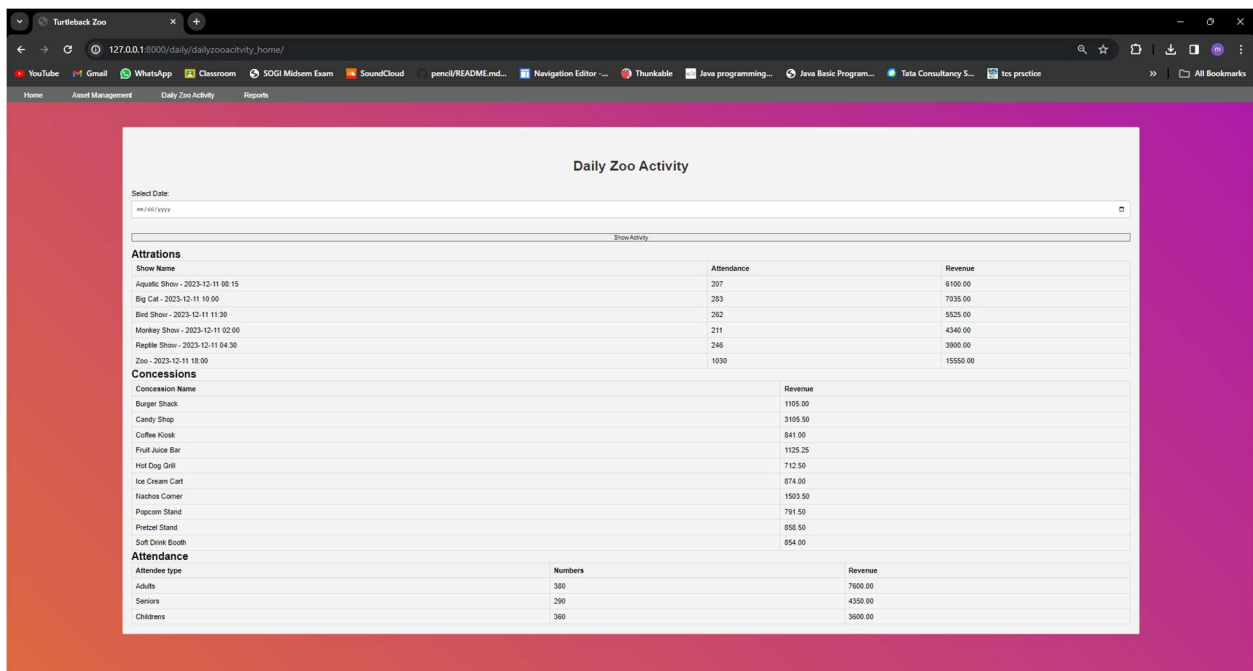 Turtleback Zoo
127.0.0.1:8000/daily/dailyzooacitvity_home/
YouTube Gmail WhatsApp Classroom SOGI Midsem Exam SoundCloud pencil/README.md... Navigation Editor -... Thunkable Java programming... Java Basic Program... Tata Consultancy S... tcs prsctice » All Bookmarks
Home Asset Management Daily Zoo Activity Reports
Daily Zoo Activity
Select Date:
mm/dd/yyyy
Show Activity
Attrations
Show Name Attendance Revenue
Aquatic Show - 2023-12-11 08:15 207 6100.00
Big Cat - 2023-12-11 10:00 283 7035.00
Bird Show - 2023-12-11 11:30 262 5525.00
Monkey Show - 2023-12-11 02:00 211 4340.00
Reptile Show - 2023-12-11 04:30 246 3900.00
Zoo - 2023-12-11 18:00 1030 15550.00
Concessions
Concession Name Revenue
Burger Shack 1105.00
Candy Shop 3105.50
Coffee Kiosk 841.00
Fruit Juice Bar 1125.25
Hot Dog Grill 712.50
Ice Cream Cart 874.00
Nachos Corner 1503.50
Popcorn Stand 791.50
Pretzel Stand 858.50
Soft Drink Booth 854.00
Attendance
Attendee type Numbers Revenue
Adults 380 7600.00
Seniors 290 4350.00
Childrens 360 3600.00